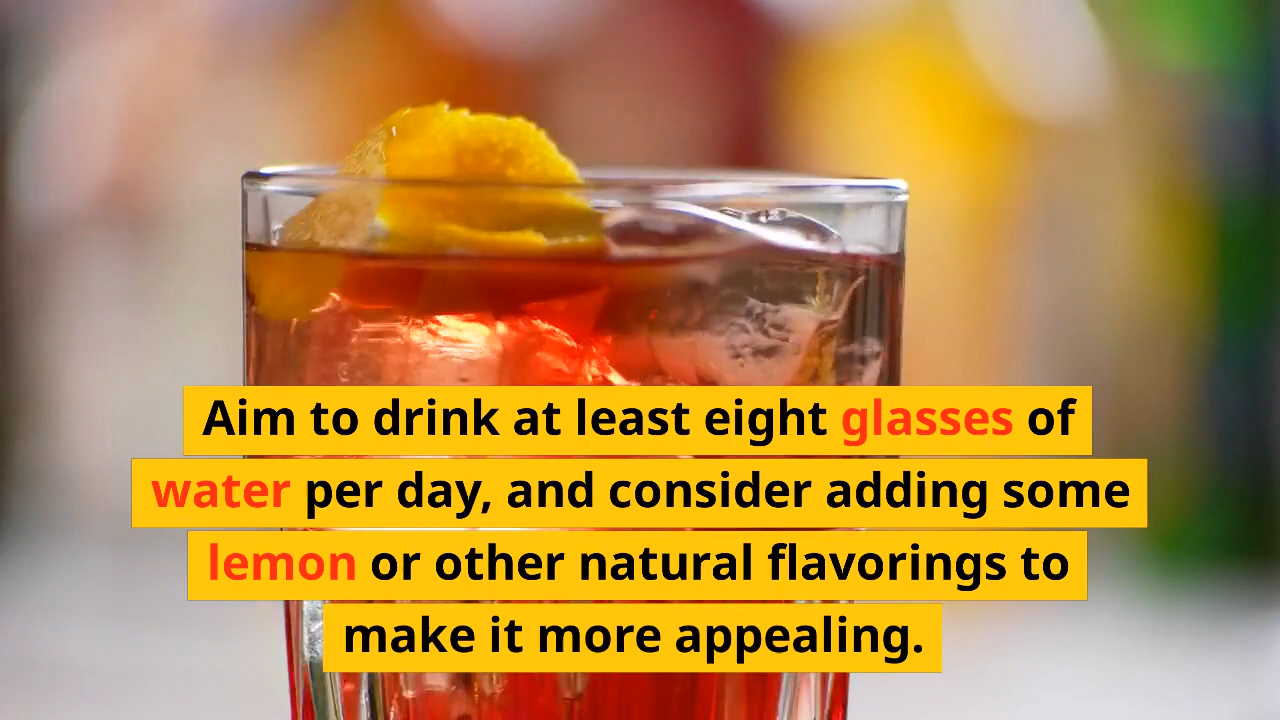 Aim to drink at least eight glasses of
water per day, and consider adding some
lemon or other natural flavorings to
make it more appealing.